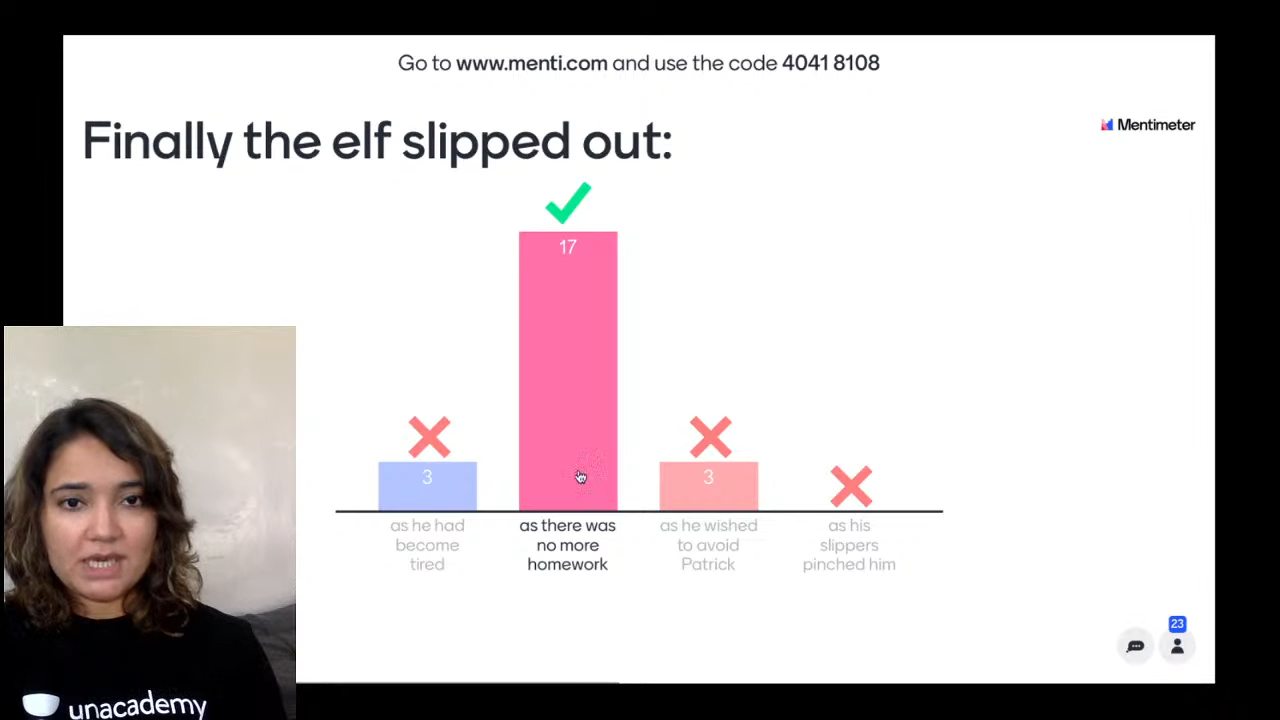 Go to www.menti.com and use the code 4041 8108
Finally the elf slipped out:
Mentimeter
17
3
3
as he had
become
tired
as there was
no more
homework
as he wished
to avoid
Patrick
as his
slippers
pinched him
23
unacademy